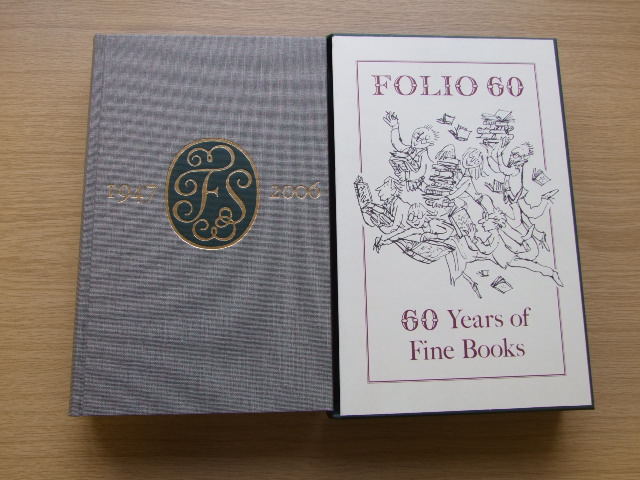 1947 FS 2006
FOLIO 60
60 Years of
Fine Books